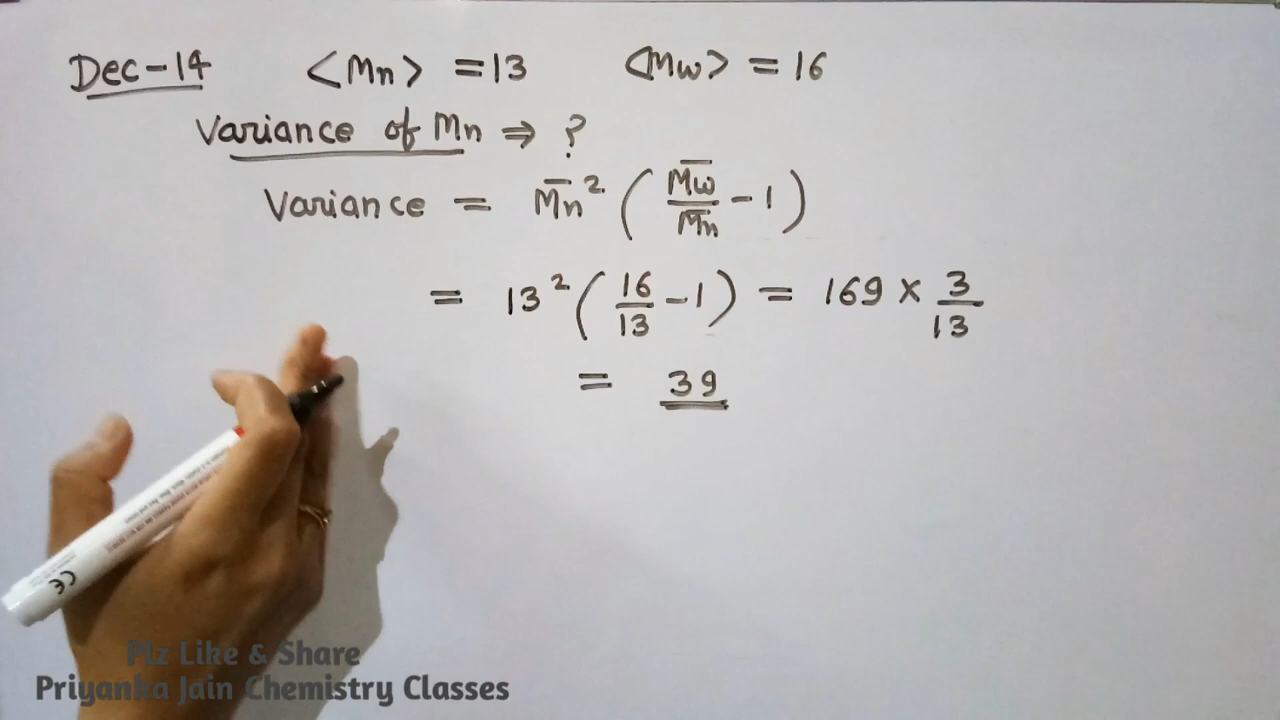 Dec-14 <Mn> = 13 <Mw> = 16
Variance of Mn ⇒ ?
Variance = M̅n² ( M̅w / M̅n - 1 )
= 13² ( 16/13 - 1 ) = 169 × 3/13
= 39
CE
Plz Like & Share
Priyanka Jain Chemistry Classes